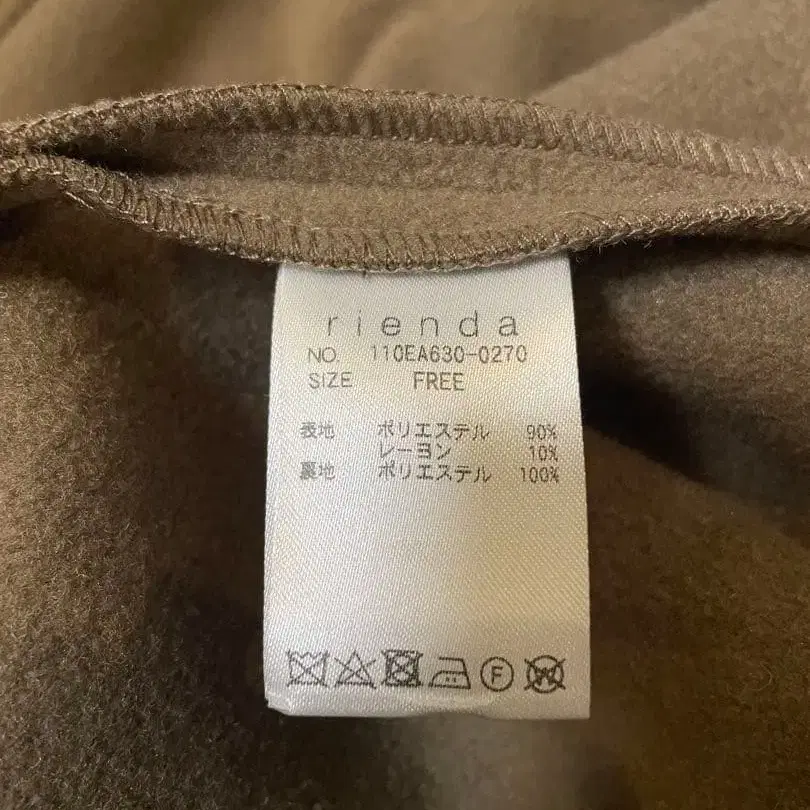 rienda
NO. 110EA630-0270
SIZE FREE
表地 ポリエステル 90%
レーヨン 10%
裏地 ポリエステル 100%
F W